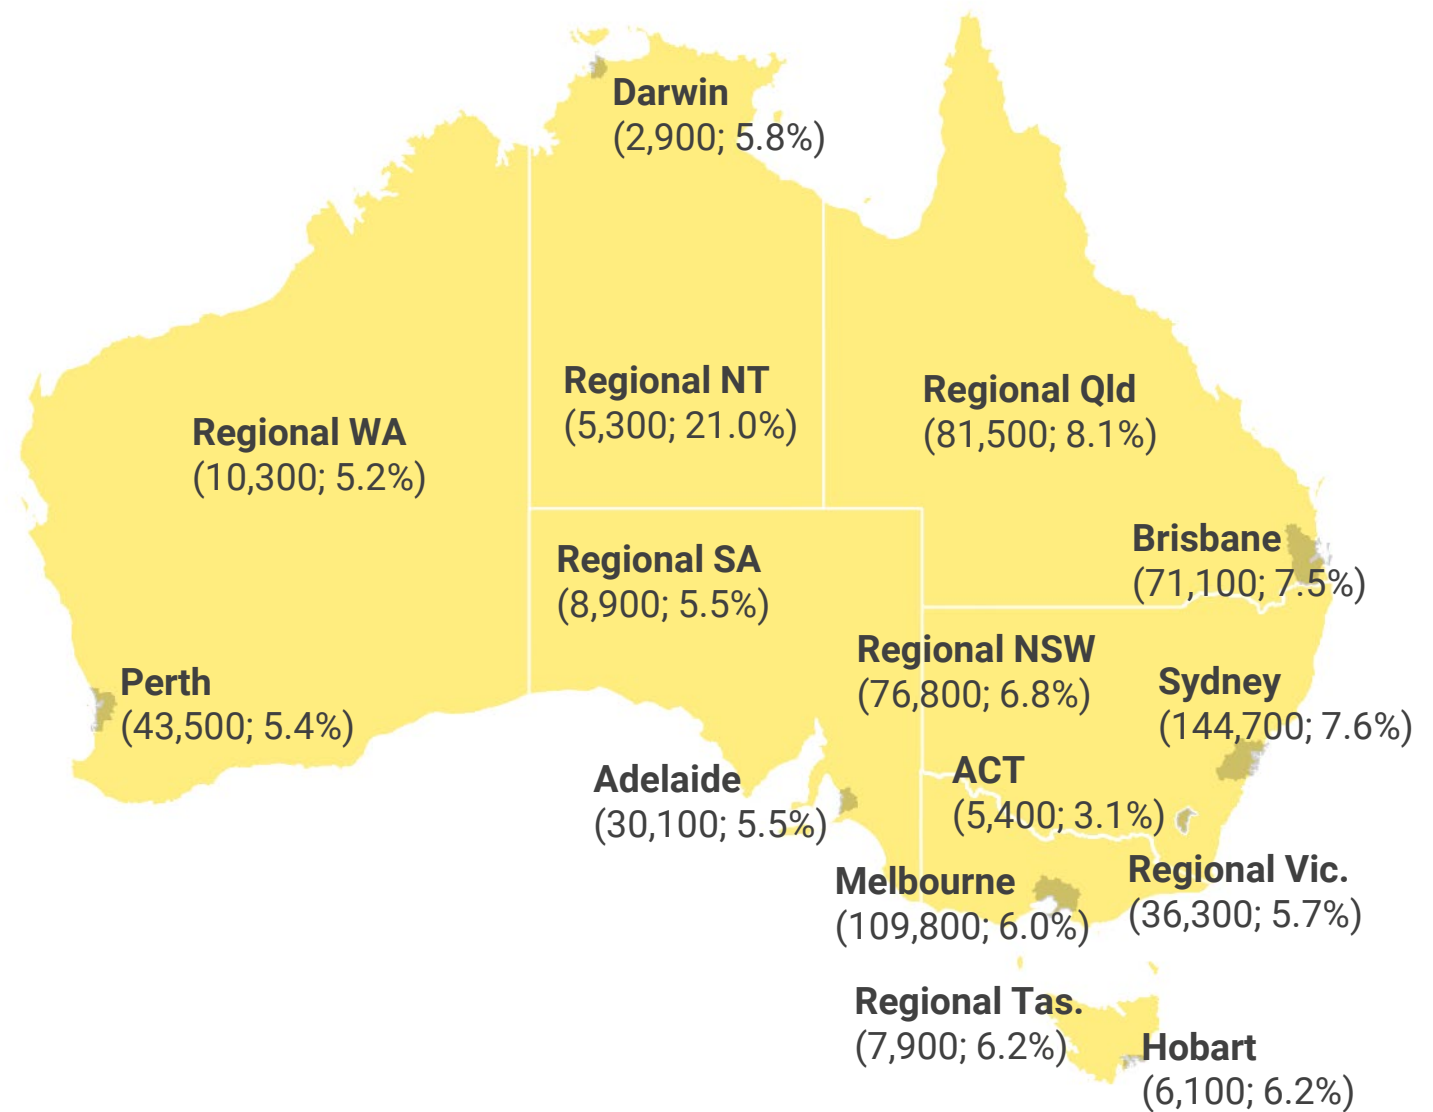 Darwin
(2,900; 5.8%)
Regional NT
(5,300; 21.0%)
Regional Qld
(81,500; 8.1%)
Regional WA
(10,300; 5.2%)
Brisbane
(71,100; 7.5%)
Regional SA
(8,900; 5.5%)
Regional NSW
(76,800; 6.8%)
Sydney
(144,700; 7.6%)
Perth
(43,500; 5.4%)
ACT
(5,400; 3.1%)
Adelaide
(30,100; 5.5%)
Regional Vic.
(36,300; 5.7%)
Melbourne
(109,800; 6.0%)
Regional Tas.
(7,900; 6.2%)
Hobart
(6,100; 6.2%)